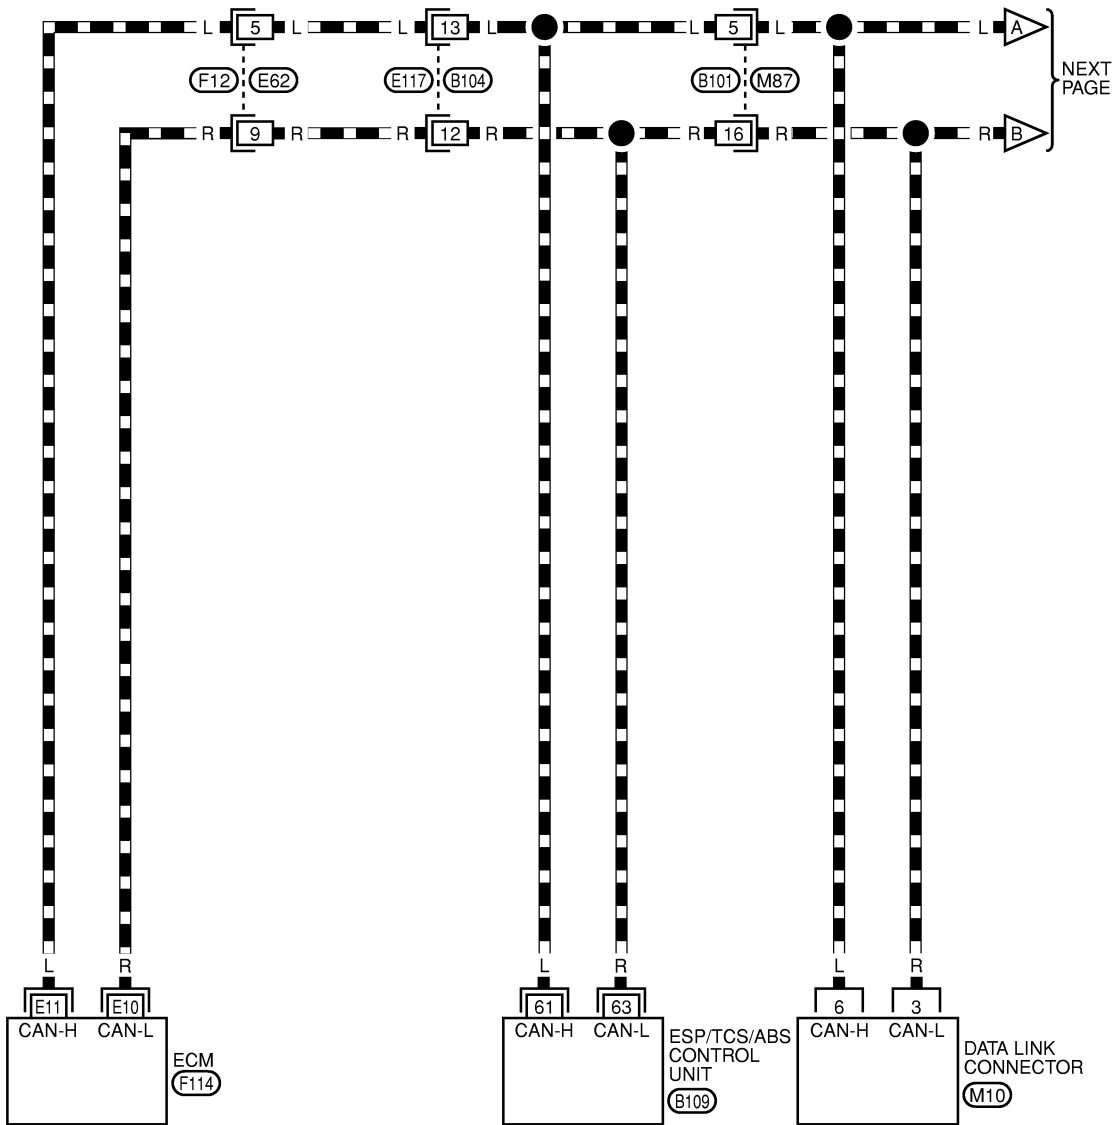 L 5 L L 13 L L 5 L L A
F12 E62 E117 B104 B101 M87 NEXT
PAGE
R 9 R R 12 R R 16 R R B
L R L R L R
E11 E10 61 63 6 3
CAN-H CAN-L CAN-H CAN-L CAN-H CAN-L
ECM
F114
ESP/TCS/ABS
CONTROL
UNIT
B109
DATA LINK
CONNECTOR
M10